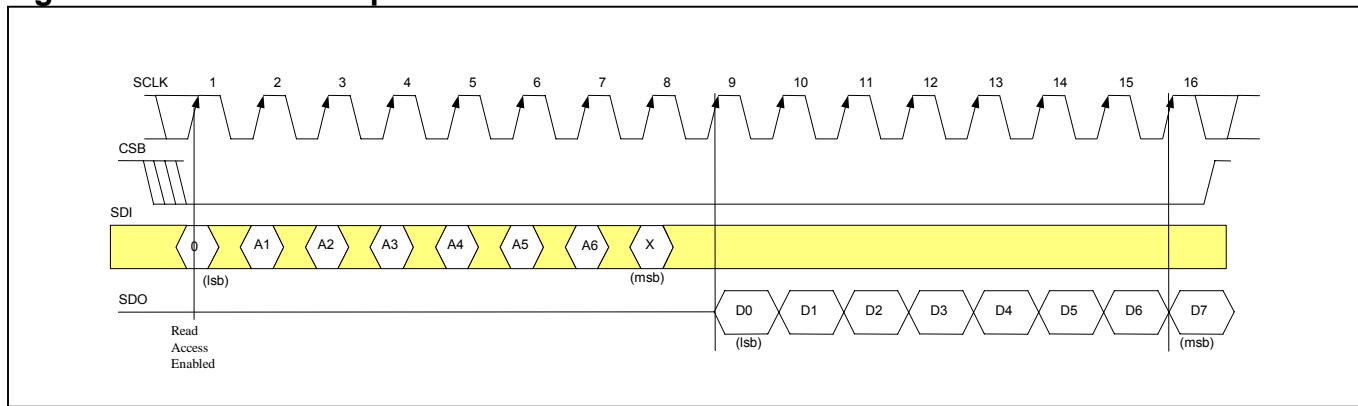 SCLK 1 2 3 4 5 6 7 8 9 10 11 12 13 14 15 16
CSB
SDI
0 A1 A2 A3 A4 A5 A6 X
(lsb) (msb)
SDO
D0 D1 D2 D3 D4 D5 D6 D7
(lsb) (msb)
Read
Access
Enabled